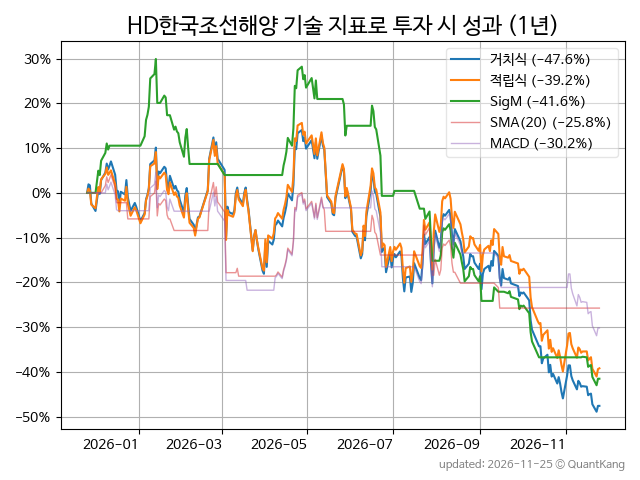 HD한국조선해양 기술 지표로 투자 시 성과 (1년)
30%
20%
10%
0%
−10%
−20%
−30%
−40%
−50%
거치식 (−47.6%)
적립식 (−39.2%)
SigM (−41.6%)
SMA(20) (−25.8%)
MACD (−30.2%)
2026-01
2026-03
2026-05
2026-07
2026-09
2026-11
updated: 2026-11-25 © QuantKang